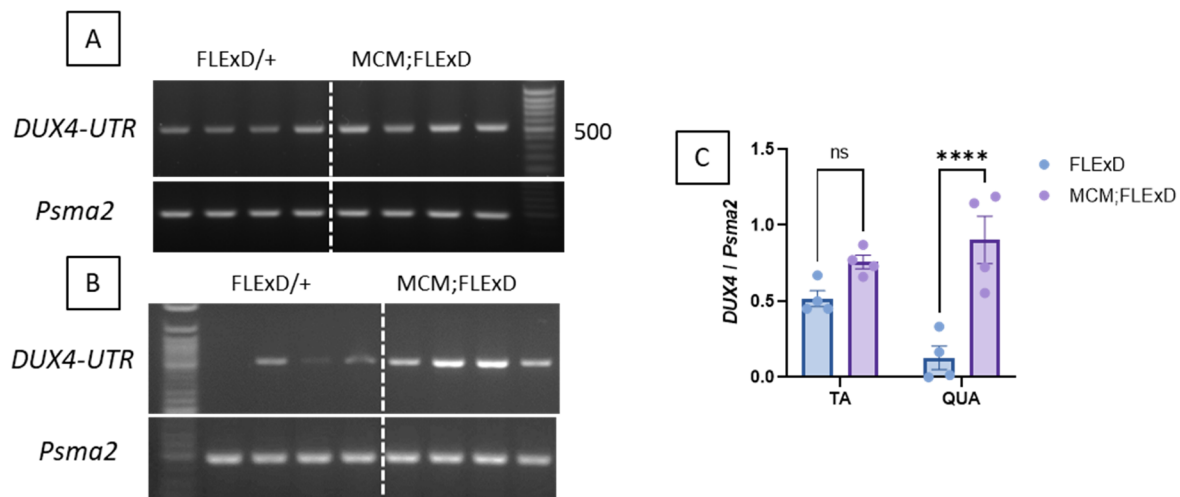 A
FLExD/+ MCM;FLExD
DUX4-UTR
500
Psma2
B
FLExD/+ MCM;FLExD
DUX4-UTR
Psma2
C
DUX4 / Psma2
1.5
1.0
0.5
0.0
ns
****
TA QUA
FLExD
MCM;FLExD